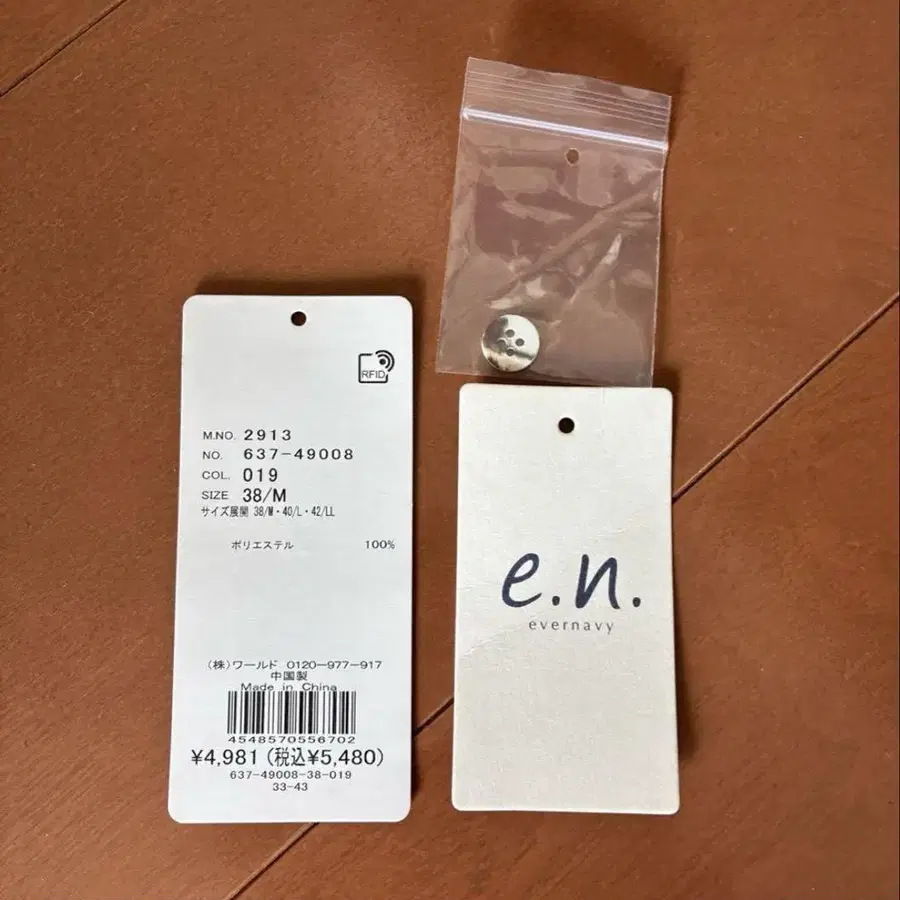 RFID
M.NO. 2913
NO. 637-49008
COL. 019
SIZE 38/M
サイズ展開 38/M・40/L・42/LL
ポリエステル 100%
(株)ワールド 0120-977-917
中国製
Made in China
4548570556702
¥4,981(税込¥5,480)
637-49008-38-019
33-43
e.n.
evernavy